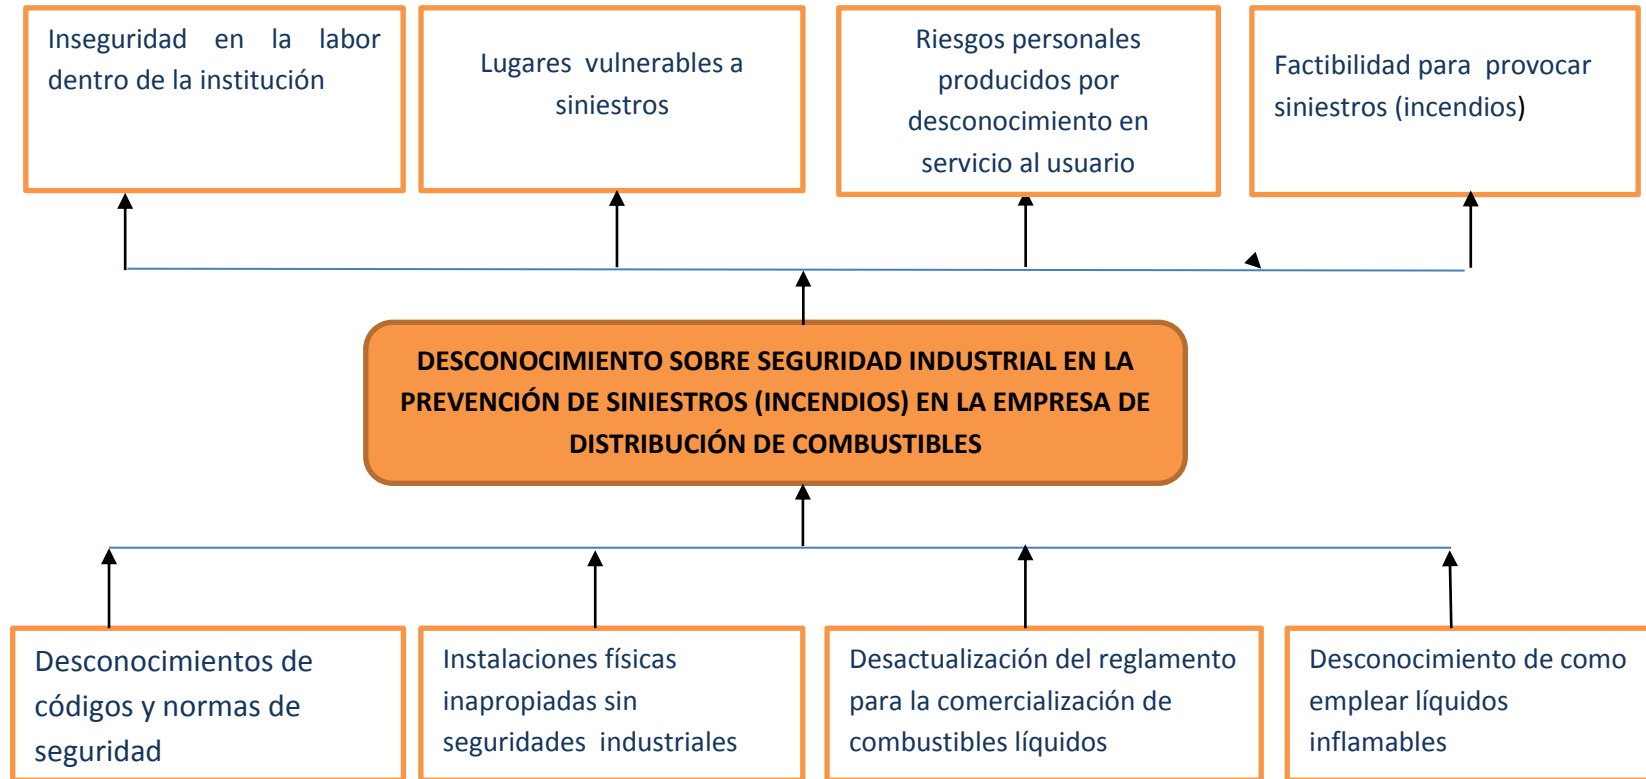 Inseguridad en la labor
dentro de la institución
Lugares vulnerables a
siniestros
Riesgos personales
producidos por
desconocimiento en
servicio al usuario
Factibilidad para provocar
siniestros (incendios)
DESCONOCIMIENTO SOBRE SEGURIDAD INDUSTRIAL EN LA
PREVENCIÓN DE SINIESTROS (INCENDIOS) EN LA EMPRESA DE
DISTRIBUCIÓN DE COMBUSTIBLES
Desconocimientos de
códigos y normas de
seguridad
Instalaciones físicas
inapropiadas sin
seguridades industriales
Desactualización del reglamento
para la comercialización de
combustibles líquidos
Desconocimiento de como
emplear líquidos
inflamables